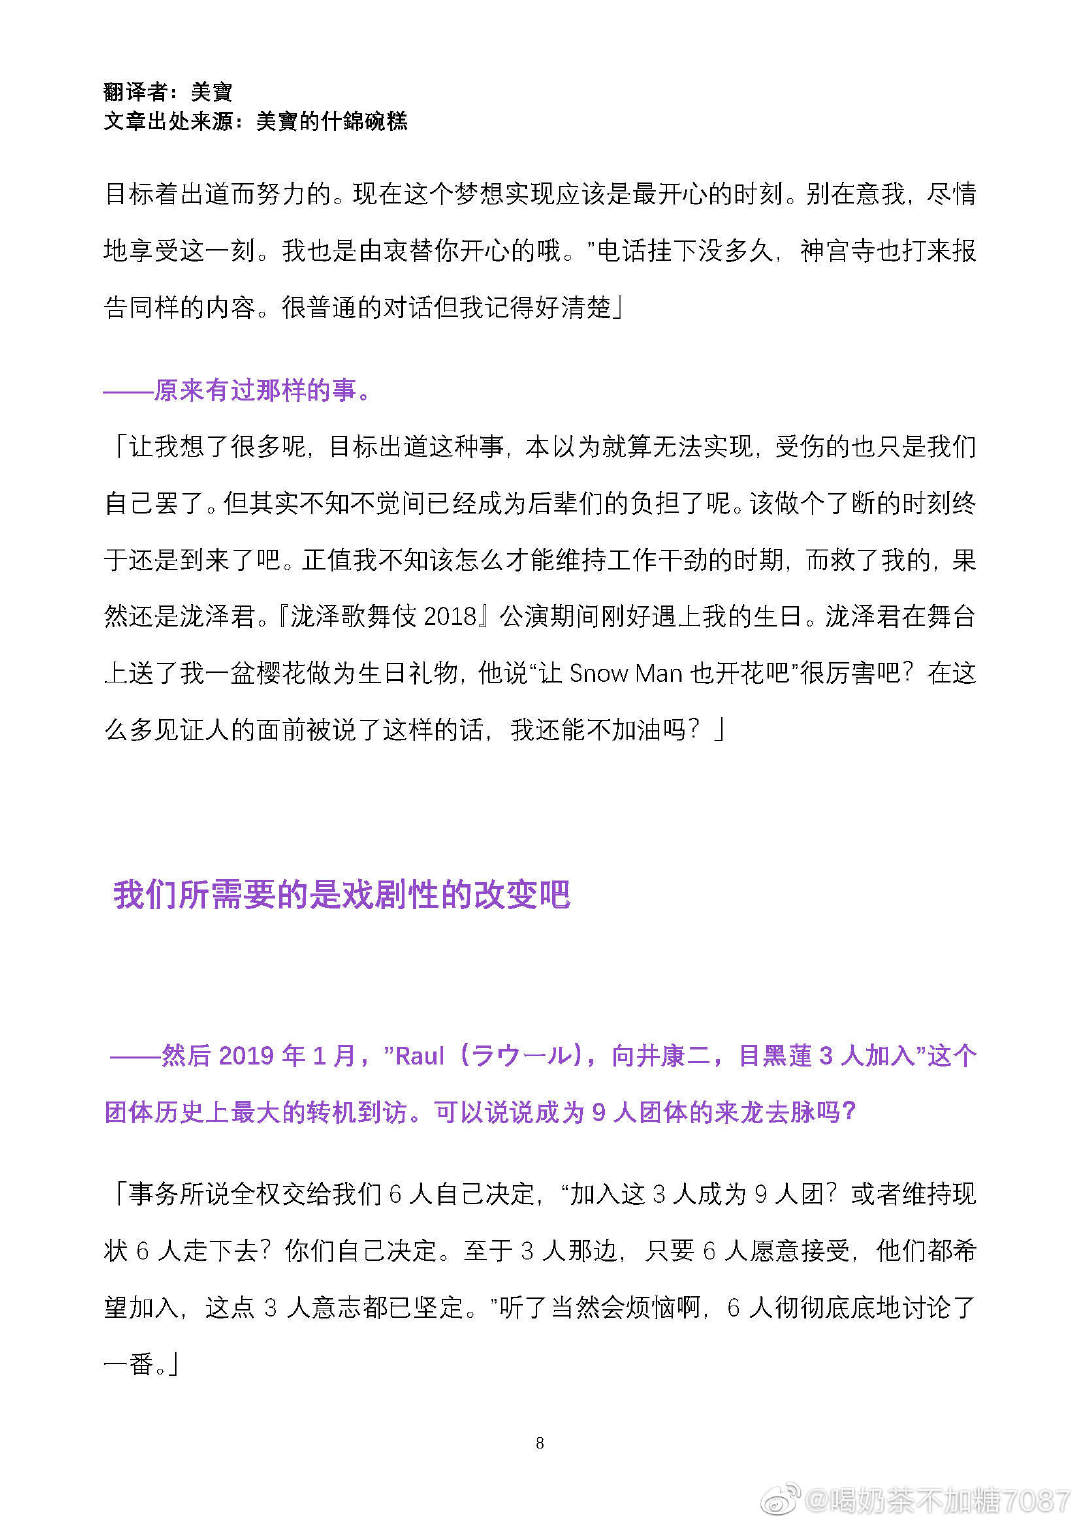 翻译者：美寶
文章出处来源：美寶的什錦碗糕
目标着出道而努力的。现在这个梦想实现应该是最开心的时刻。别在意我，尽情
地享受这一刻。我也是由衷替你开心的哦。”电话挂下没多久，神宫寺也打来报
告同样的内容。很普通的对话但我记得好清楚」
——原来有过那样的事。
「让我想了很多呢，目标出道这种事，本以为就算无法实现，受伤的也只是我们
自己罢了。但其实不知不觉间已经成为后辈们的负担了呢。该做个了断的时刻终
于还是到来了吧。正值我不知该怎么才能维持工作干劲的时期，而救了我的，果
然还是泷泽君。『泷泽歌舞伎 2018』公演期间刚好遇上我的生日。泷泽君在舞台
上送了我一盆樱花做为生日礼物，他说“让 Snow Man 也开花吧”很厉害吧？在这
么多见证人的面前被说了这样的话，我还能不加油吗？」
我们所需要的是戏剧性的改变吧
——然后 2019 年 1 月，”Raul（ラウール），向井康二，目黑蓮 3 人加入”这个
团体历史上最大的转机到访。可以说说成为 9 人团体的来龙去脉吗？
「事务所说全权交给我们 6 人自己决定，“加入这 3 人成为 9 人团？或者维持现
状 6 人走下去？你们自己决定。至于 3 人那边，只要 6 人愿意接受，他们都希
望加入，这点 3 人意志都已坚定。”听了当然会烦恼啊，6 人彻彻底底地讨论了
一番。」
8
@喝奶茶不加糖7087